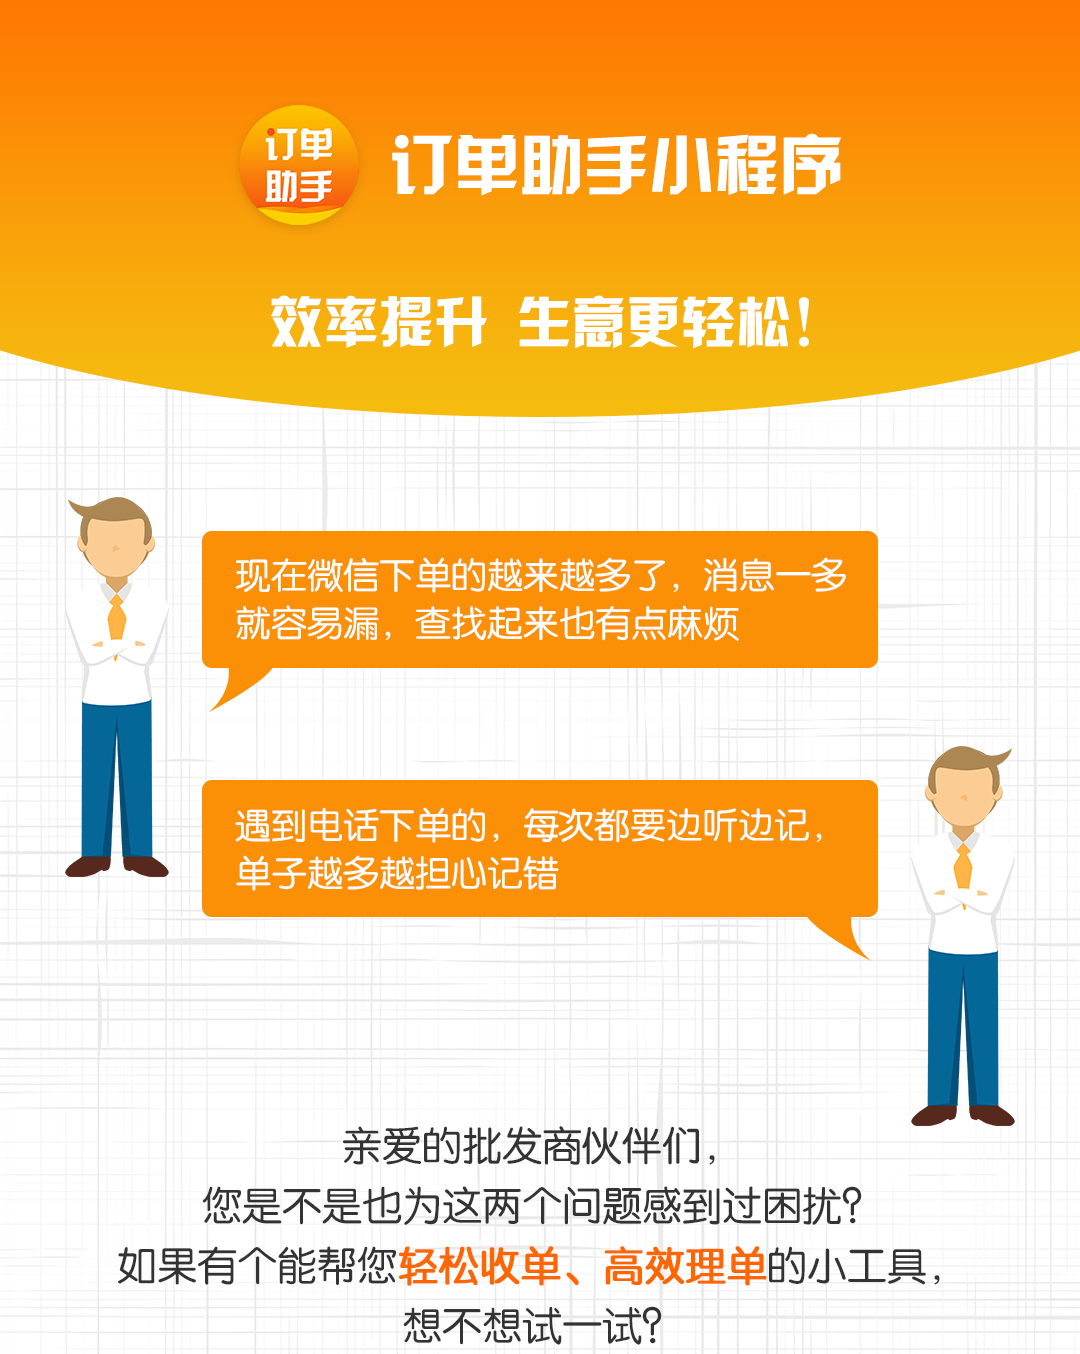 订单
助手
订单助手小程序
效率提升 生意更轻松！
现在微信下单的越来越多了，消息一多
就容易漏，查找起来也有点麻烦
遇到电话下单的，每次都要边听边记，
单子越多越担心记错
亲爱的批发商伙伴们，
您是不是也为这两个问题感到过困扰？
如果有个能帮您轻松收单、高效理单的小工具，
想不想试一试？